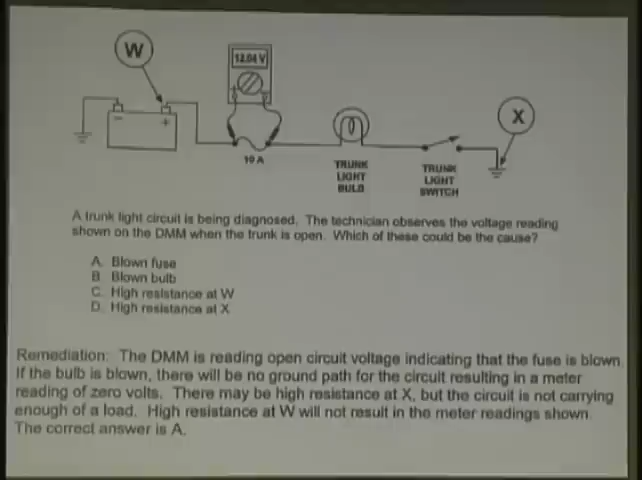 W
12.04 V
X
- +
10 A
TRUNK
LIGHT
BULB
TRUNK
LIGHT
SWITCH
A trunk light circuit is being diagnosed. The technician observes the voltage reading
shown on the DMM when the trunk is open. Which of these could be the cause?
A. Blown fuse
B. Blown bulb
C. High resistance at W
D. High resistance at X
Remediation: The DMM is reading open circuit voltage indicating that the fuse is blown.
If the bulb is blown, there will be no ground path for the circuit resulting in a meter
reading of zero volts. There may be high resistance at X, but the circuit is not carrying
enough of a load. High resistance at W will not result in the meter readings shown.
The correct answer is A.